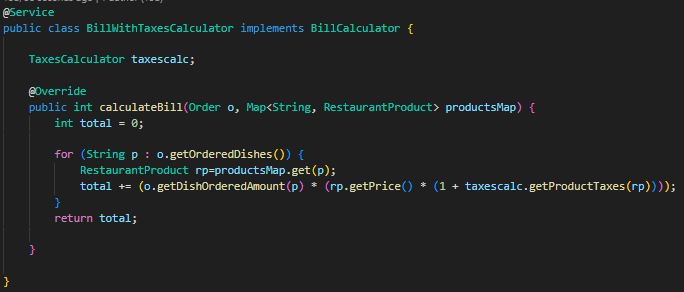 @Service
public class BillWithTaxesCalculator implements BillCalculator {
TaxesCalculator taxescalc;
@Override
public int calculateBill(Order o, Map<String, RestaurantProduct> productsMap) {
int total = 0;
for (String p : o.getOrderedDishes()) {
RestaurantProduct rp=productsMap.get(p);
total += (o.getDishOrderedAmount(p) * (rp.getPrice() * (1 + taxescalc.getProductTaxes(rp))));
}
return total;
}
}